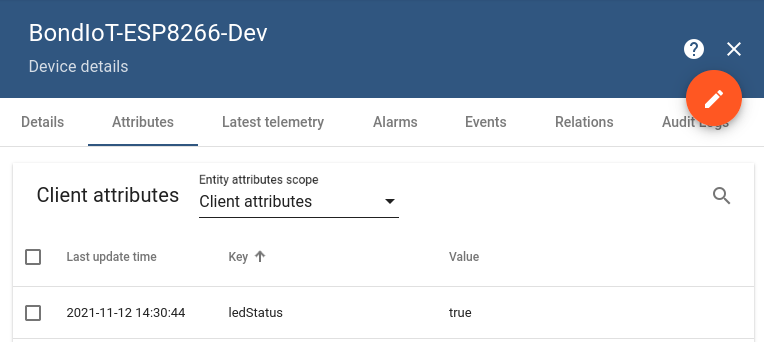 BondIoT-ESP8266-Dev
Device details
Details Attributes Latest telemetry Alarms Events Relations Audit Logs
Client attributes
Entity attributes scope
Client attributes
Last update time Key Value
2021-11-12 14:30:44 ledStatus true